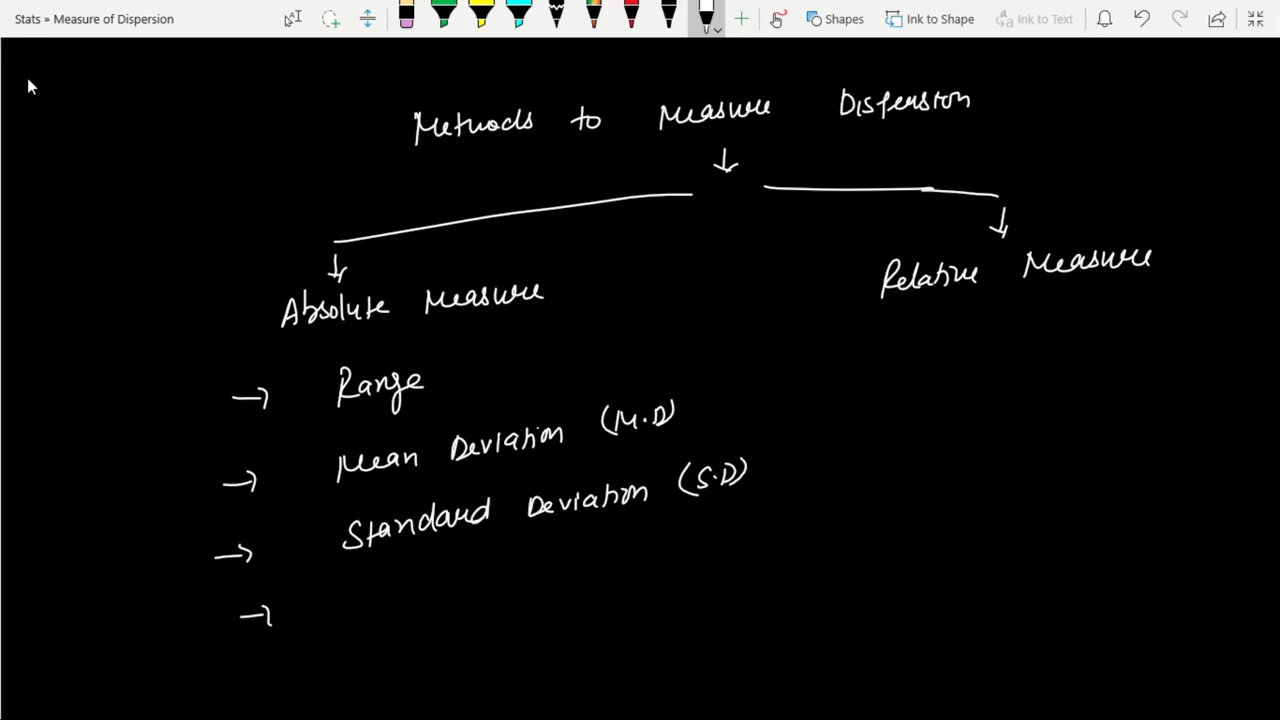 Stats » Measure of Dispersion
Shapes
Ink to Shape
Ink to Text
Methods to Measure Dispersion
Absolute Measure
Relative Measure
→ Range
→ Mean Deviation (M.D)
→ Standard Deviation (S.D)
→